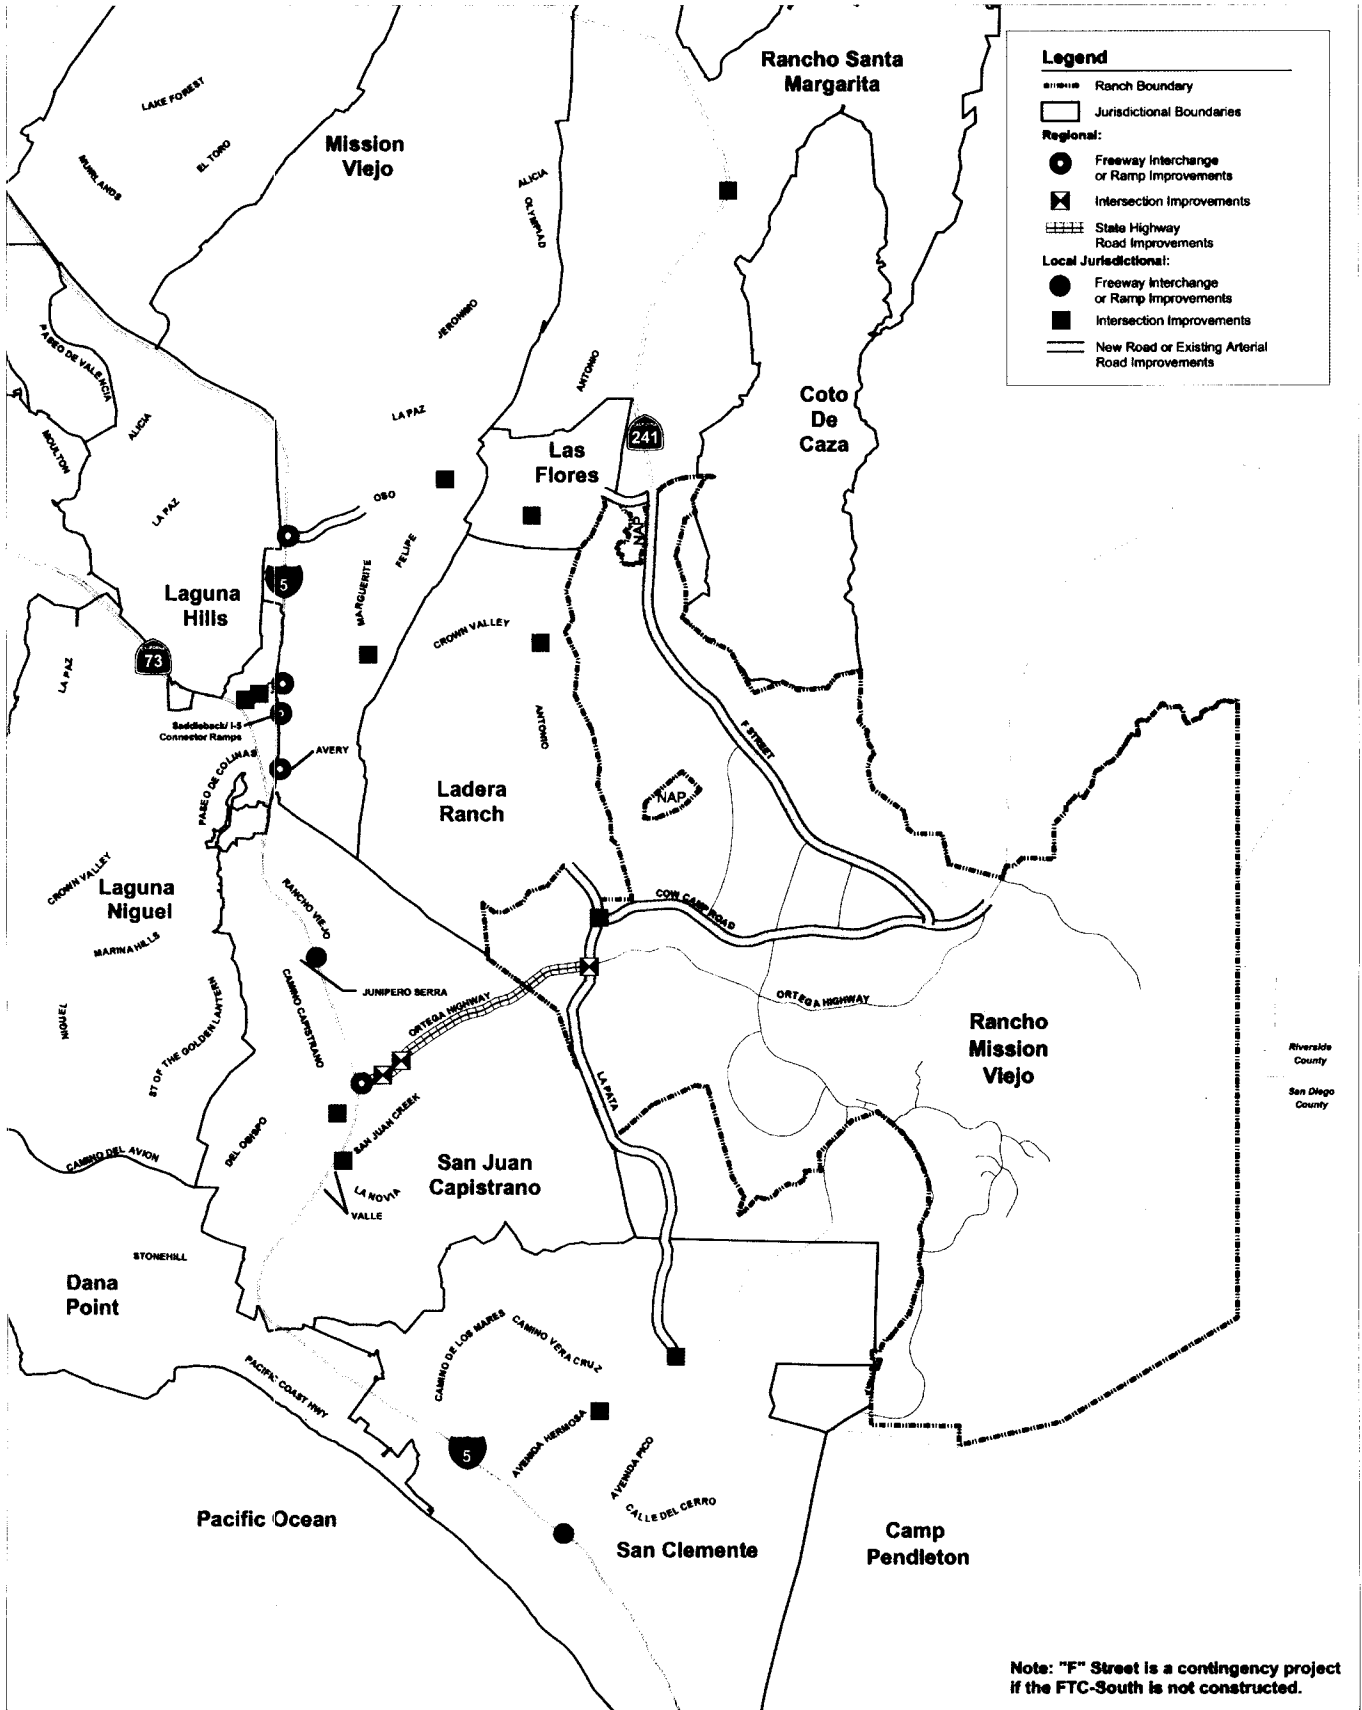 Legend
Ranch Boundary
Jurisdictional Boundaries
Regional:
Freeway Interchange
or Ramp Improvements
Intersection Improvements
State Highway
Road Improvements
Local Jurisdictional:
Freeway Interchange
or Ramp Improvements
Intersection Improvements
New Road or Existing Arterial
Road Improvements
Rancho Santa
Margarita
LAKE FOREST
Mission
Viejo
EL TORO
MUIRLANDS
ALICIA
OLYMPIAD
JERONIMO
PASEO DE VALENCIA
ANTONIO
Coto
De
Caza
LA PAZ
ALICIA
241
MOULTON
Las
Flores
OSO
LA PAZ
NAP
FELIPE
5
MARGUERITE
Laguna
Hills
CROWN VALLEY
73
LA PAZ
Saddleback/ I-5
Connector Ramps
ANTONIO
F STREET
AVERY
PASEO DE COLINAS
Ladera
Ranch
NAP
CROWN VALLEY
Laguna
Niguel
RANCHO VIEJO
COW CAMP ROAD
MARINA HILLS
JUNIPERO SERRA
ORTEGA HIGHWAY
ORTEGA HIGHWAY
CAMINO CAPISTRANO
NIGUEL
ST OF THE GOLDEN LANTERN
Rancho
Mission
Viejo
Riverside
County
San Diego
County
LA PATA
SAN JUAN CREEK
DEL OBISPO
CAMINO DEL AVION
San Juan
Capistrano
LA NOVIA
VALLE
STONEHILL
Dana
Point
CAMINO DE LOS MARES
CAMINO VERA CRUZ
PACIFIC COAST HWY
AVENIDA HERMOSA
5
AVENIDA PICO
CALLE DEL CERRO
Pacific Ocean
San Clemente
Camp
Pendleton
Note: "F" Street is a contingency project
if the FTC-South is not constructed.